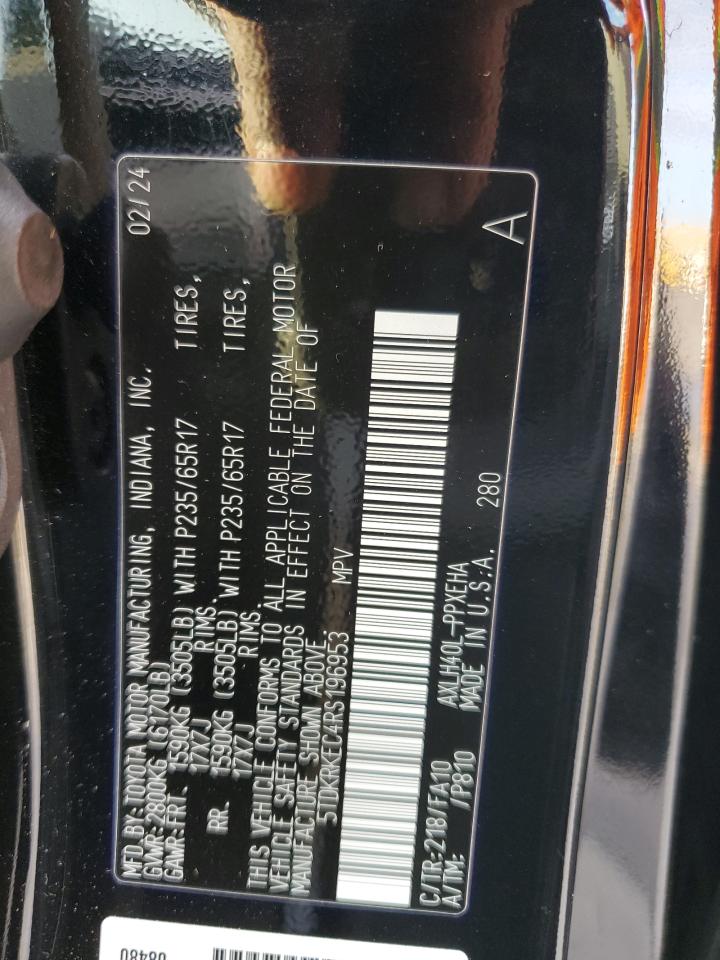 MFD.BY:TOYOTA MOTOR MANUFACTURING, INDIANA, INC. 02/24
GVWR:2800KG (6170LB)
GAWR:FRT. 1590KG (3505LB) WITH P235/65R17 TIRES,
17X7J RIMS,
RR. 1590KG (3505LB) WITH P235/65R17 TIRES,
17X7J RIMS.
THIS VEHICLE CONFORMS TO ALL APPLICABLE FEDERAL MOTOR
VEHICLE SAFETY STANDARDS IN EFFECT ON THE DATE OF
MANUFACTURE SHOWN ABOVE.
5TDKRKEC4RS196953 MPV
C/TR:218/FA10 AXLH40L-PPXEHA
A/TM: /P810 MADE IN U.S.A. 280 A
08480